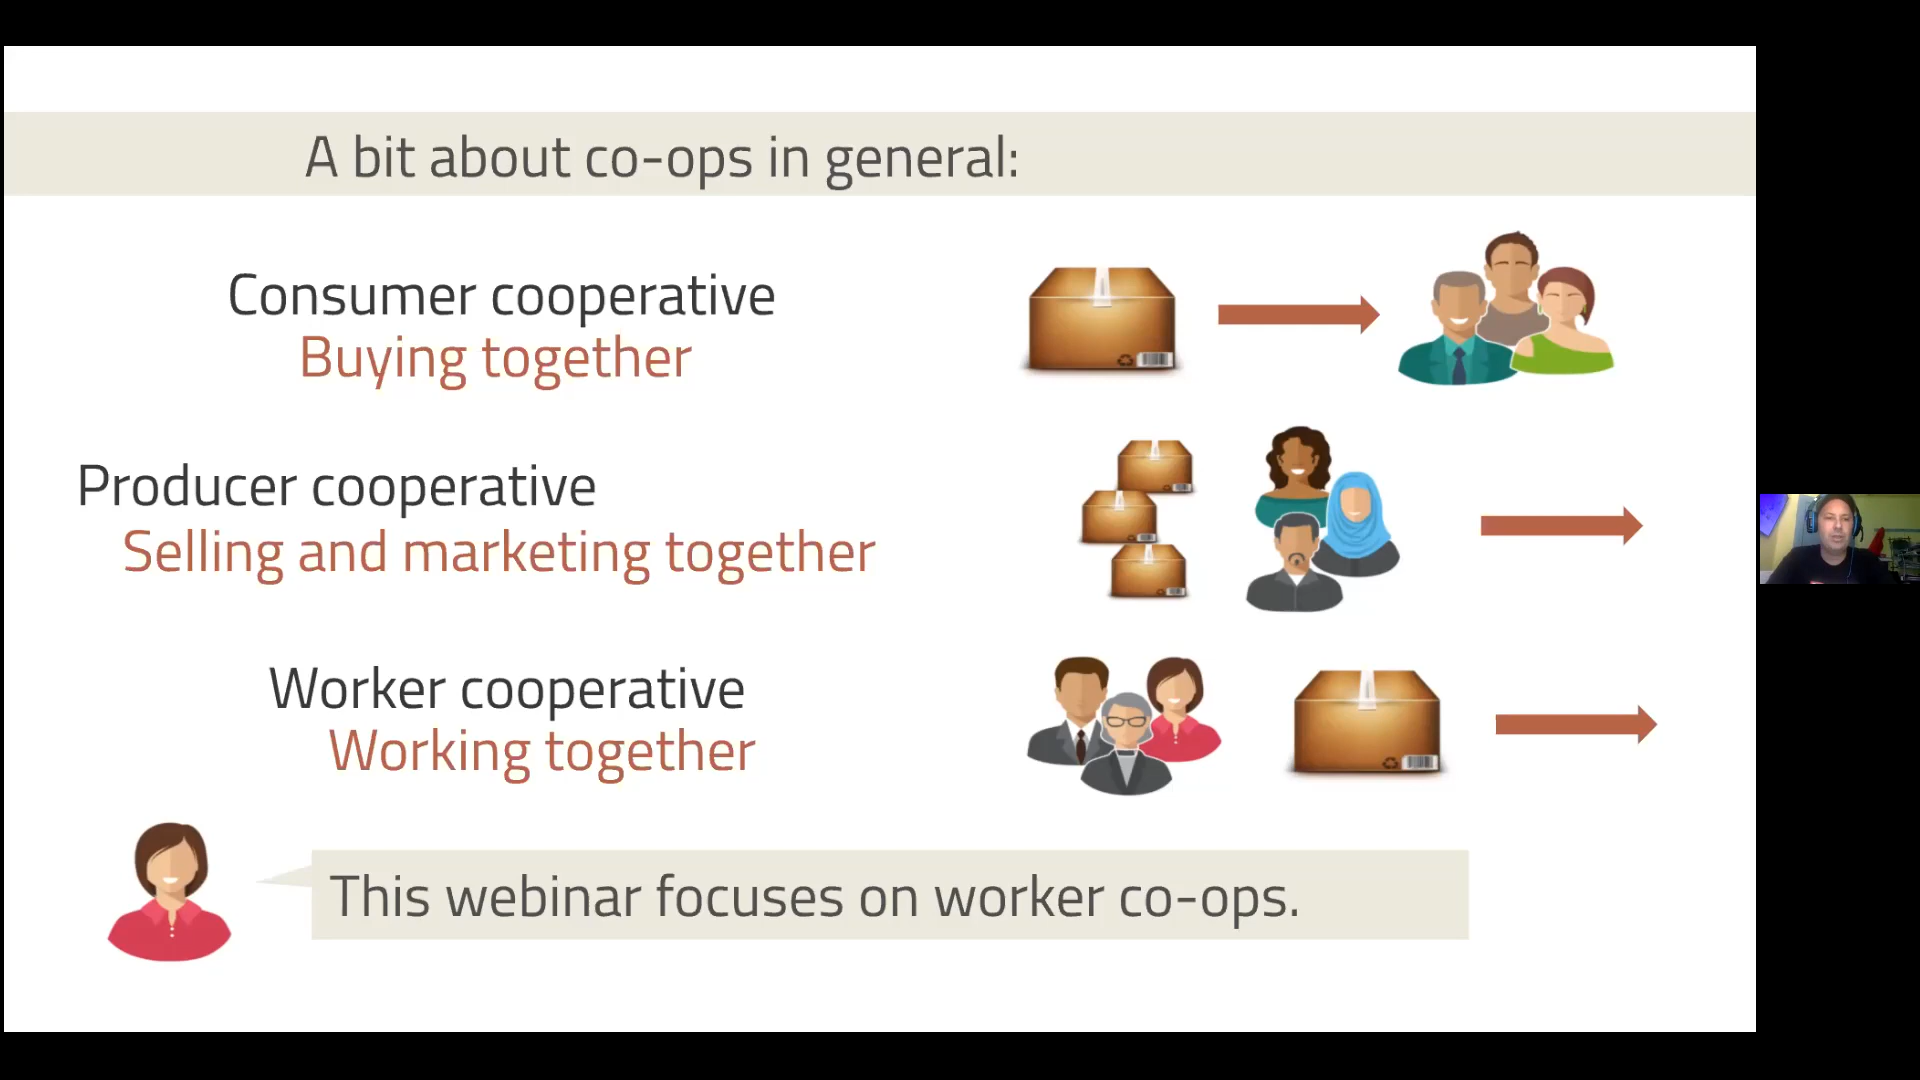 A bit about co-ops in general:
Consumer cooperative
Buying together
Producer cooperative
Selling and marketing together
Worker cooperative
Working together
This webinar focuses on worker co-ops.